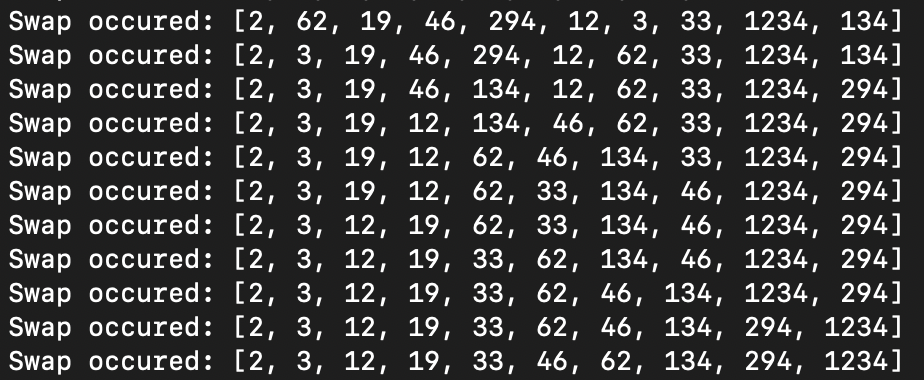 Swap occured: [2, 62, 19, 46, 294, 12, 3, 33, 1234, 134]
Swap occured: [2, 3, 19, 46, 294, 12, 62, 33, 1234, 134]
Swap occured: [2, 3, 19, 46, 134, 12, 62, 33, 1234, 294]
Swap occured: [2, 3, 19, 12, 134, 46, 62, 33, 1234, 294]
Swap occured: [2, 3, 19, 12, 62, 46, 134, 33, 1234, 294]
Swap occured: [2, 3, 19, 12, 62, 33, 134, 46, 1234, 294]
Swap occured: [2, 3, 12, 19, 62, 33, 134, 46, 1234, 294]
Swap occured: [2, 3, 12, 19, 33, 62, 134, 46, 1234, 294]
Swap occured: [2, 3, 12, 19, 33, 62, 46, 134, 1234, 294]
Swap occured: [2, 3, 12, 19, 33, 62, 46, 134, 294, 1234]
Swap occured: [2, 3, 12, 19, 33, 46, 62, 134, 294, 1234]